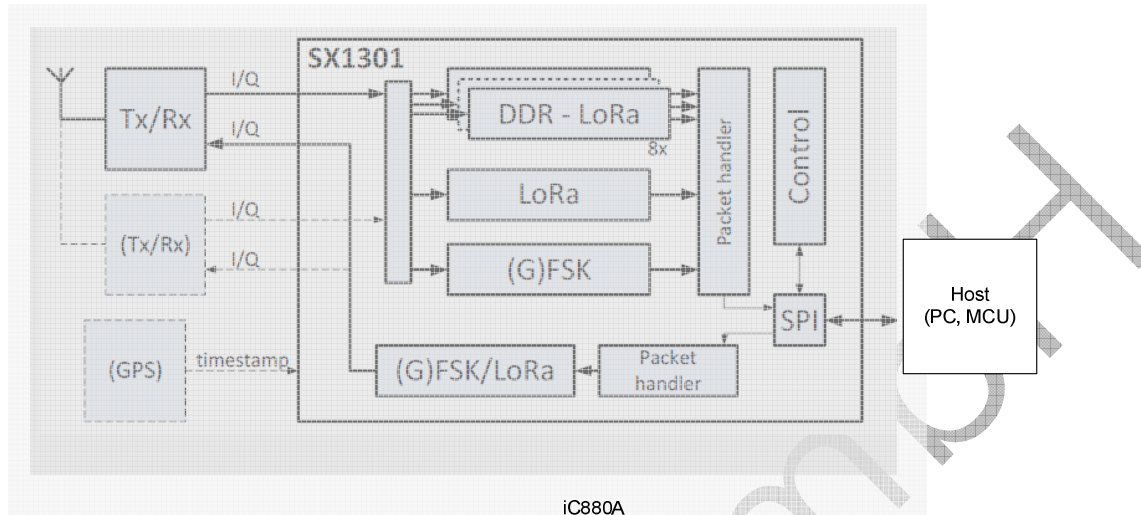 SX1301
I/Q
Tx/Rx
I/Q
DDR - LoRa
8x
Packet handler
Control
LoRa
I/Q
(Tx/Rx)
I/Q
(G)FSK
Host
(PC, MCU)
SPI
(GPS)
timestamp
(G)FSK/LoRa
Packet
handler
iC880A